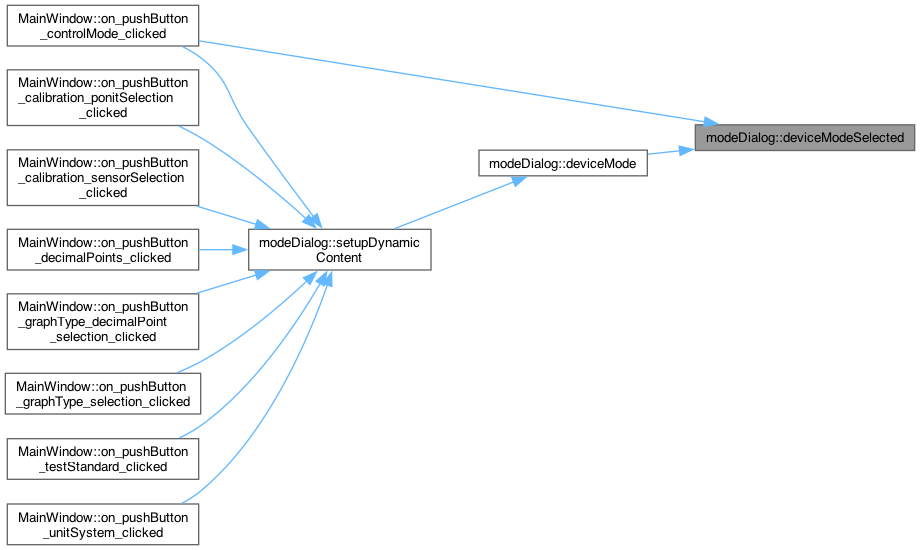 MainWindow::on_pushButton
_controlMode_clicked
MainWindow::on_pushButton
_calibration_ponitSelection
_clicked
MainWindow::on_pushButton
_calibration_sensorSelection
_clicked
MainWindow::on_pushButton
_decimalPoints_clicked
MainWindow::on_pushButton
_graphType_decimalPoint
_selection_clicked
MainWindow::on_pushButton
_graphType_selection_clicked
MainWindow::on_pushButton
_testStandard_clicked
MainWindow::on_pushButton
_unitSystem_clicked
modeDialog::setupDynamic
Content
modeDialog::deviceMode
modeDialog::deviceModeSelected